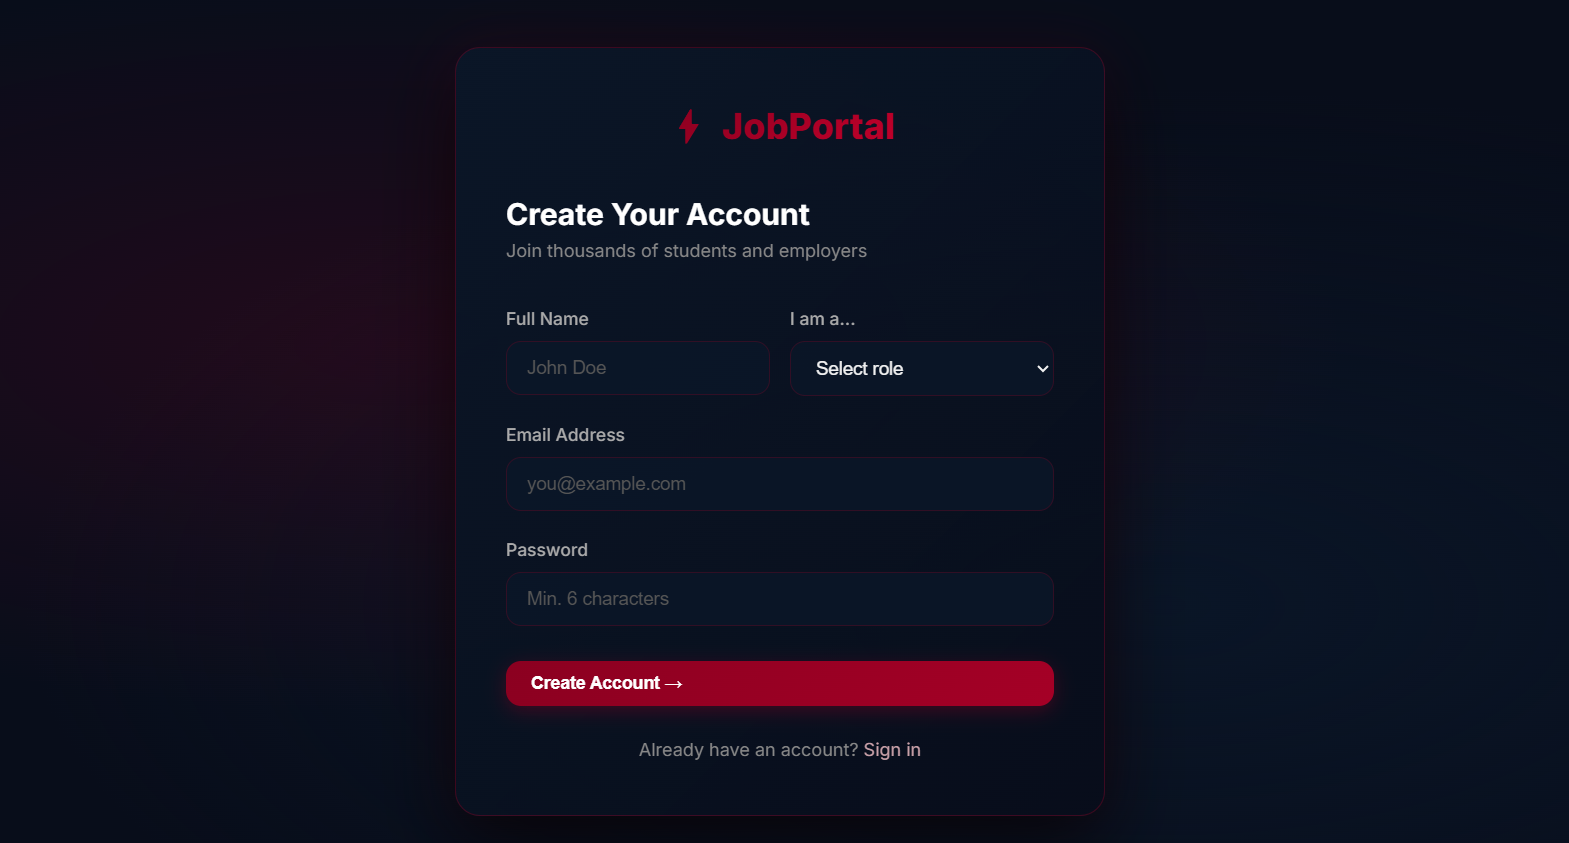 JobPortal
Create Your Account
Join thousands of students and employers
Full Name
I am a...
John Doe
Select role
Email Address
you@example.com
Password
Min. 6 characters
Create Account →
Already have an account? Sign in